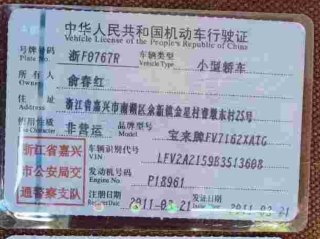 中华人民共和国机动车行驶证
Vehicle License of the People's Republic of China
号牌号码 浙F9767R 车辆类型 小型轿车
Plate No. Vehicle Type
所有人 俞春红
Owner
住址 浙江省嘉兴市南湖区余新镇金星村曹墩东村25号
Address
使用性质 非营运 品牌型号 宝来牌FV7162XATG
Use Character Model
浙江省嘉 车辆识别代号 LFV2A2159B3513608
VIN
兴市公安局交 发动机号码 P18961
Engine No.
通警察支队 注册日期 2011-03-21 发证日期 2011-03-21
Register Date Issue Date